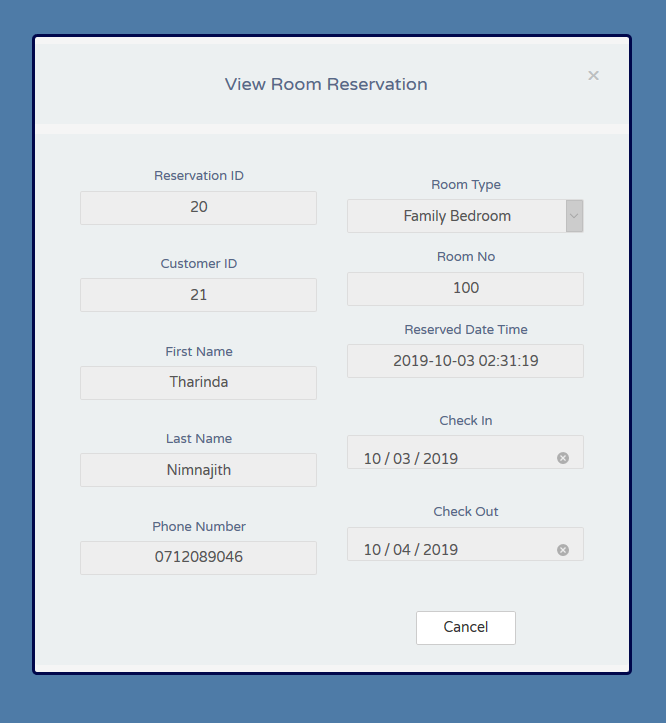 View Room Reservation
×
Reservation ID
20
Customer ID
21
First Name
Tharinda
Last Name
Nimnajith
Phone Number
0712089046
Room Type
Family Bedroom
Room No
100
Reserved Date Time
2019-10-03 02:31:19
Check In
10 / 03 / 2019
Check Out
10 / 04 / 2019
Cancel